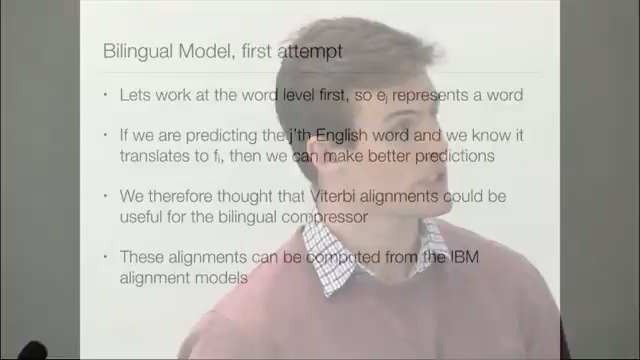 Bilingual Model, first attempt
• Lets work at the word level first, so ej represents a word
• If we are predicting the j'th English word and we know it
translates to fi, then we can make better predictions
• We therefore thought that Viterbi alignments could be
useful for the bilingual compressor
• These alignments can be computed from the IBM
alignment models